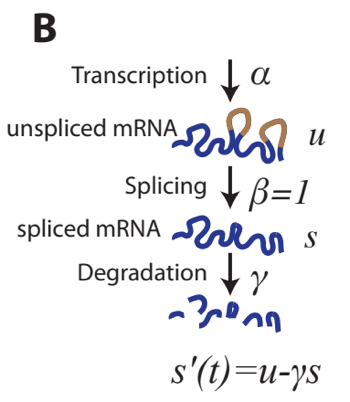 B
Transcription α
unspliced mRNA u
Splicing β=1
spliced mRNA s
Degradation γ
s'(t)=u-γs